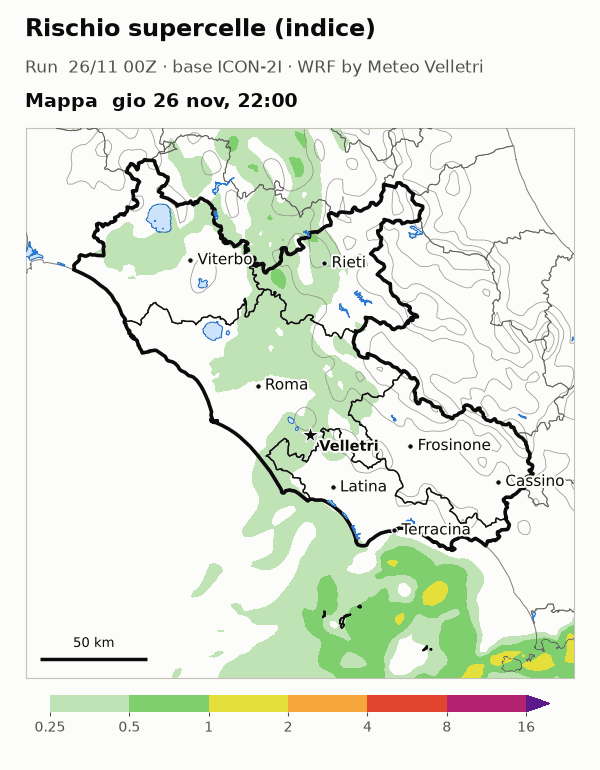 Rischio supercelle (indice)
Run  26/11 00Z · base ICON-2I · WRF by Meteo Velletri
Mappa  gio 26 nov, 22:00
Viterbo
Rieti
Roma
Velletri
Frosinone
Cassino
Latina
Terracina
50 km
0.25 0.5 1 2 4 8 16